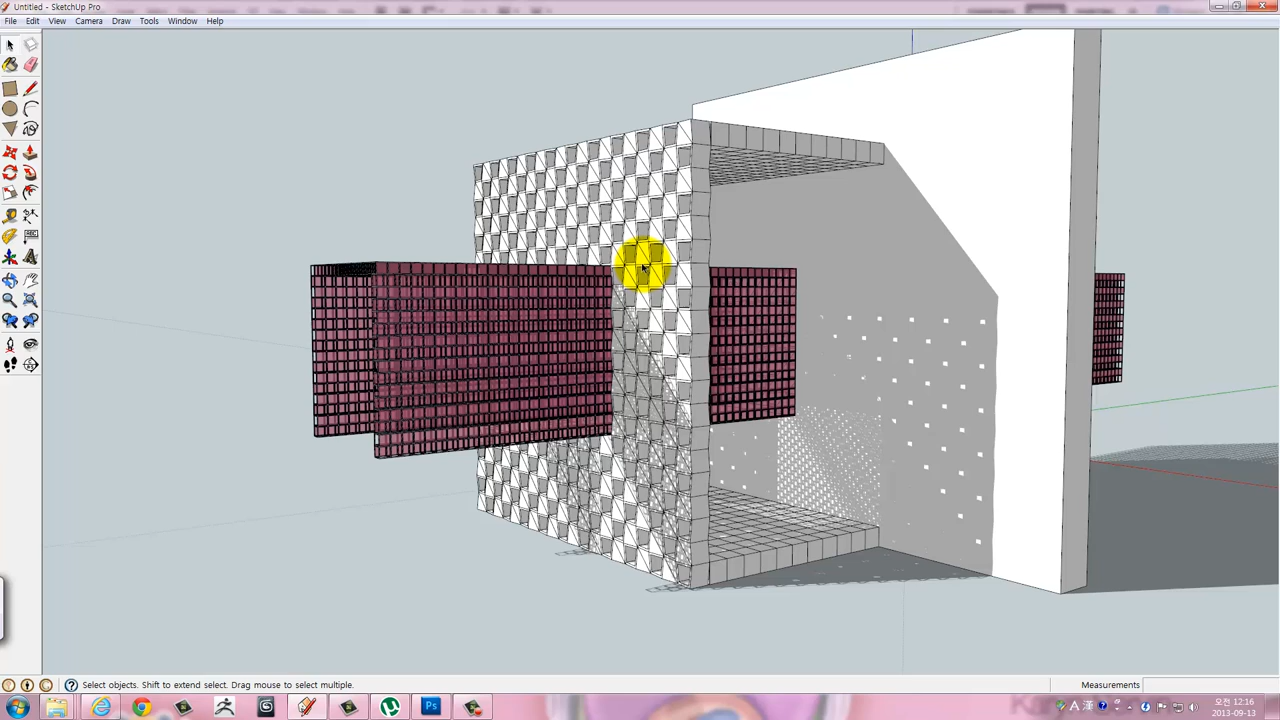 Untitled - SketchUp Pro
File Edit View Camera Draw Tools Window Help
Select objects. Shift to extend select. Drag mouse to select multiple.
Measurements
A 漢
오전 12:16
2013-09-13